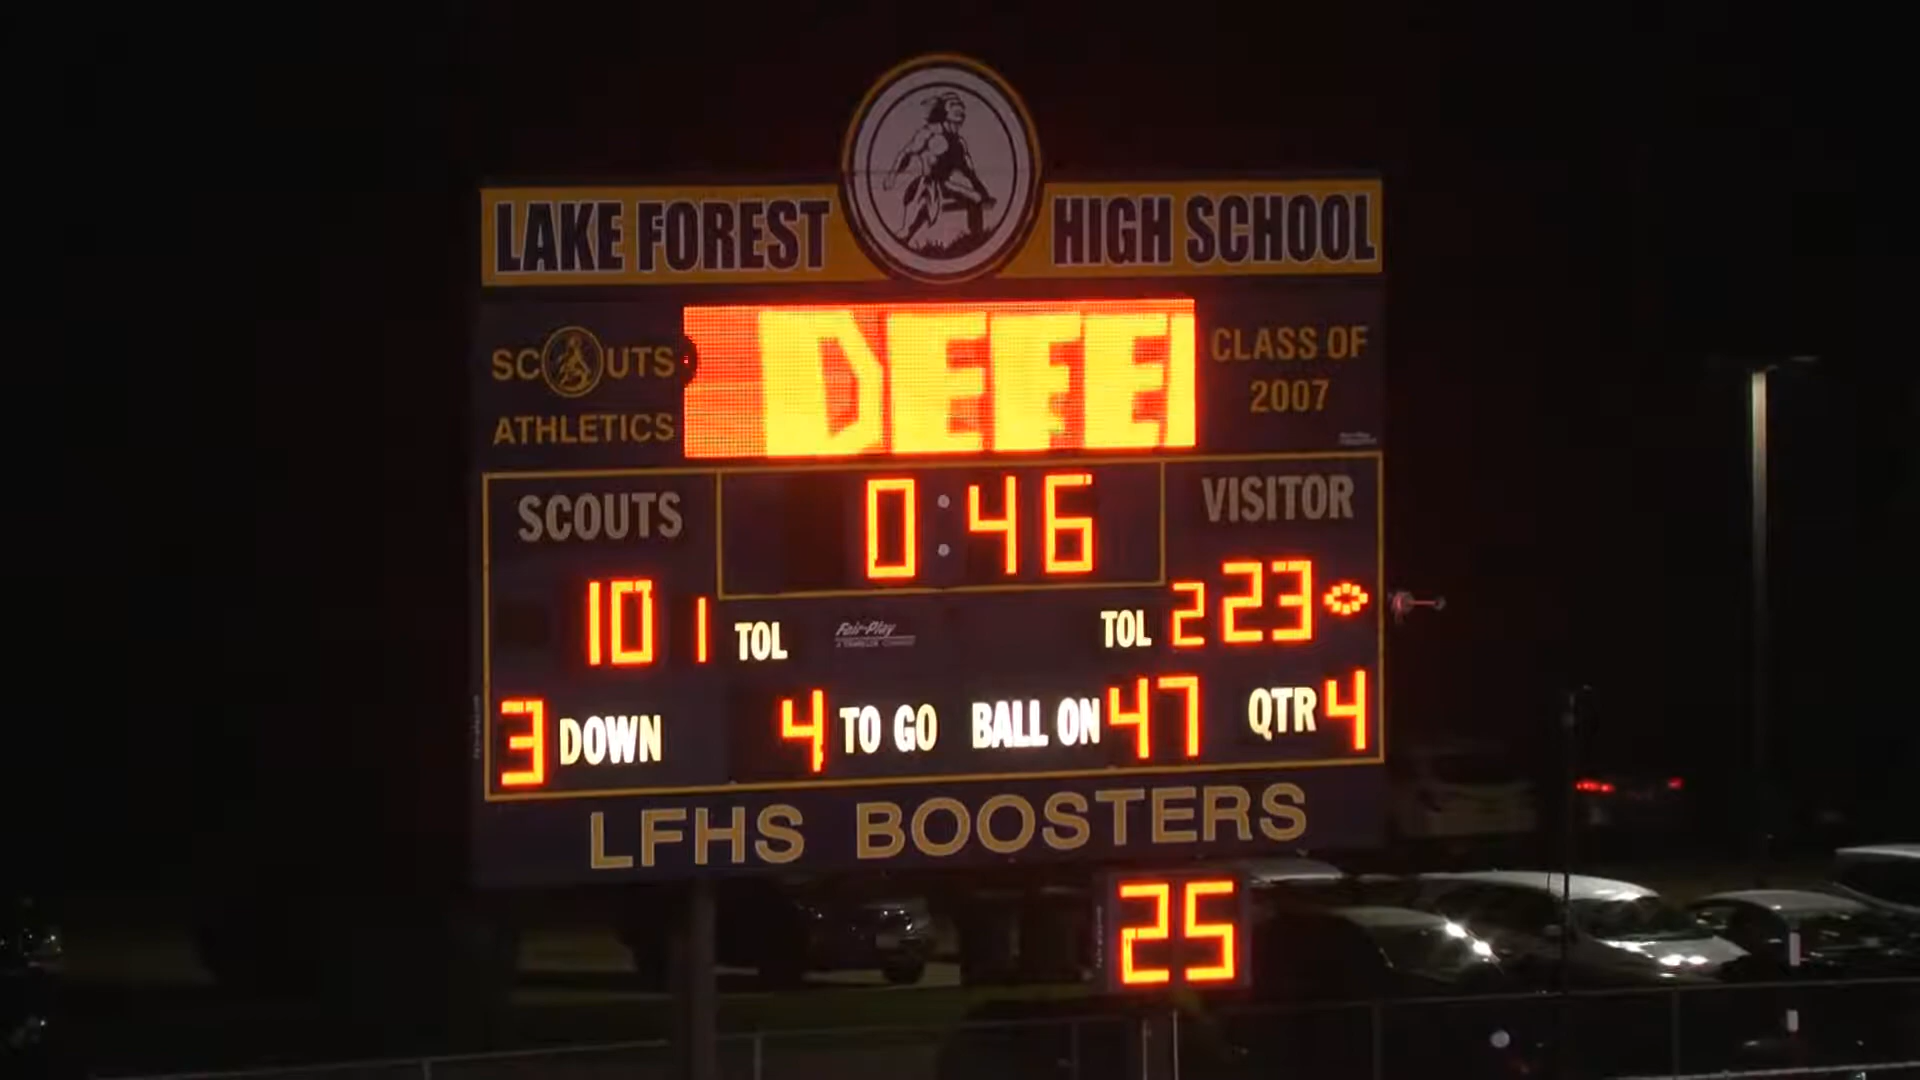 LAKE FOREST HIGH SCHOOL
SCOUTS
ATHLETICS
DEFE
CLASS OF
2007
SCOUTS
0:46
VISITOR
10 1 TOL
Fair-Play
TOL 2 23
3 DOWN 4 TO GO BALL ON 47 QTR 4
LFHS BOOSTERS
25